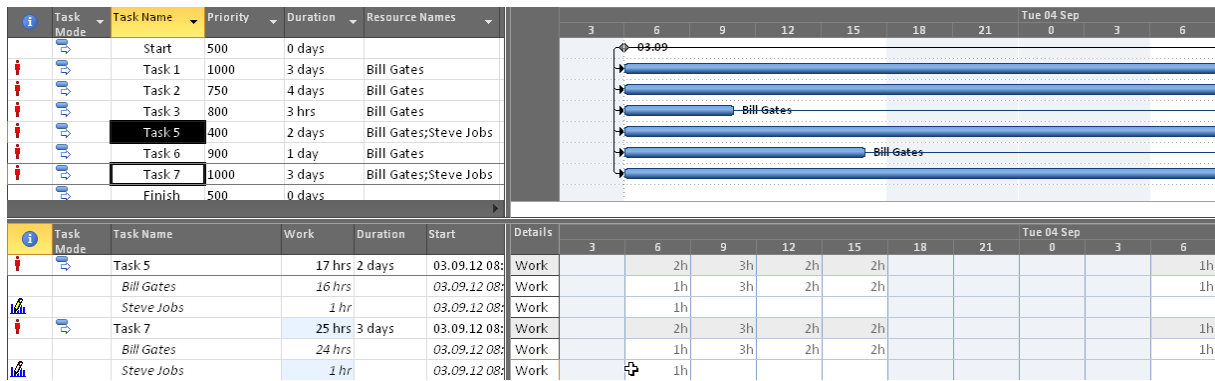 Task Mode Task Name Priority Duration Resource Names
Start 500 0 days
Task 1 1000 3 days Bill Gates
Task 2 750 4 days Bill Gates
Task 3 800 3 hrs Bill Gates
Task 5 400 2 days Bill Gates;Steve Jobs
Task 6 900 1 day Bill Gates
Task 7 1000 3 days Bill Gates;Steve Jobs
Finish 500 0 days
Tue 04 Sep
3 6 9 12 15 18 21 0 3 6
03.09
Bill Gates
Bill Gates
Task Mode Task Name Work Duration Start Details
Tue 04 Sep
3 6 9 12 15 18 21 0 3 6
Task 5 17 hrs 2 days 03.09.12 08: Work 2h 3h 2h 2h 1h
Bill Gates 16 hrs 03.09.12 08: Work 1h 3h 2h 2h 1h
Steve Jobs 1 hr 03.09.12 08: Work 1h
Task 7 25 hrs 3 days 03.09.12 08: Work 2h 3h 2h 2h 1h
Bill Gates 24 hrs 03.09.12 08: Work 1h 3h 2h 2h 1h
Steve Jobs 1 hr 03.09.12 08: Work 1h